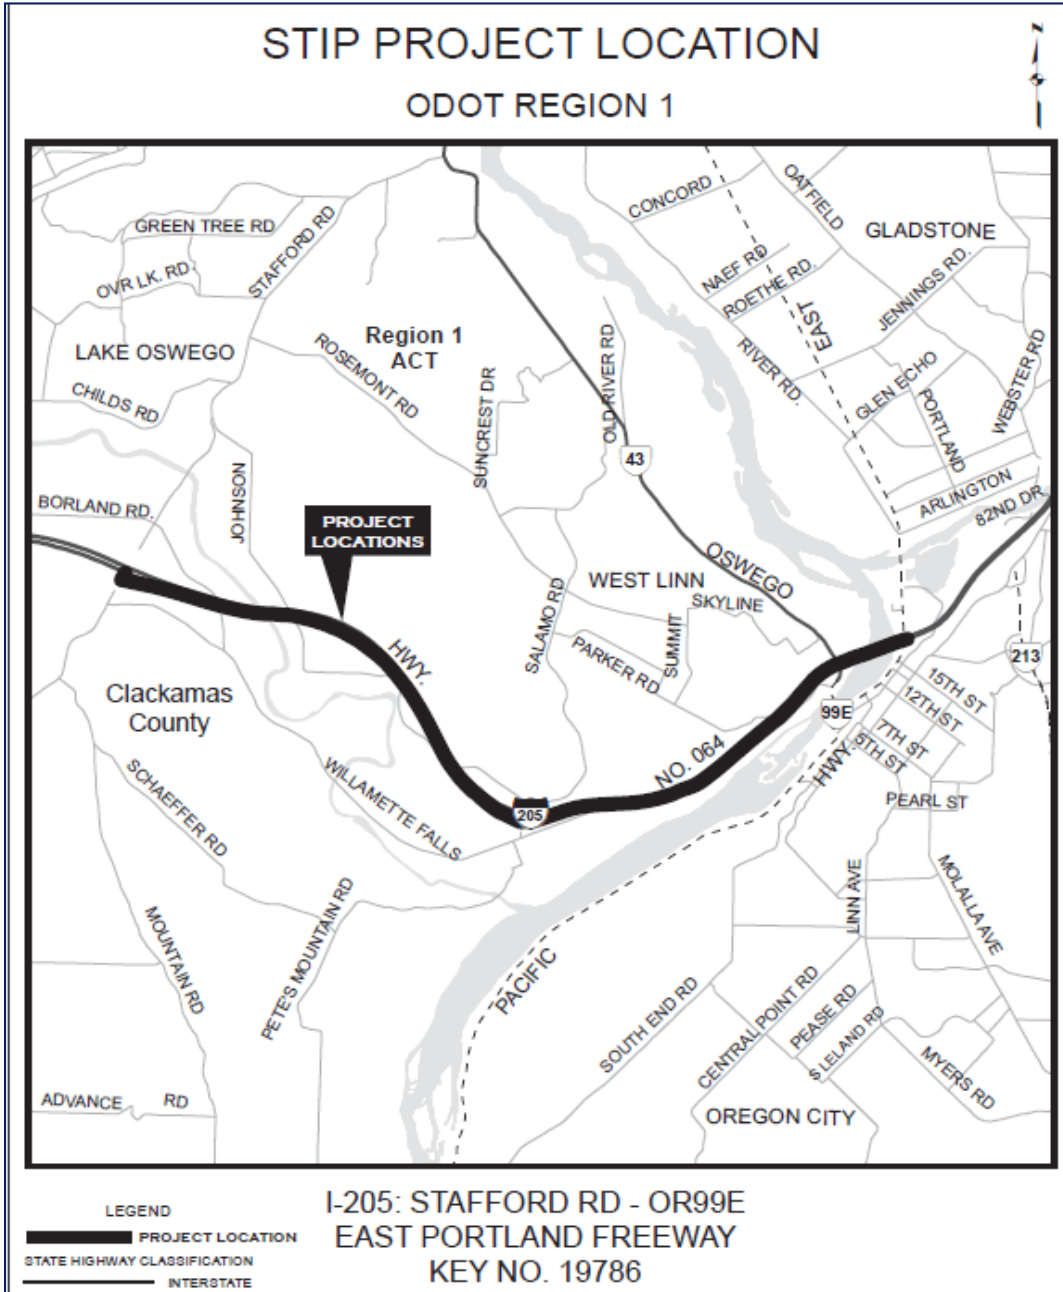 STIP PROJECT LOCATION
ODOT REGION 1
N
CONCORD
OATFIELD
GLADSTONE
GREEN TREE RD
STAFFORD RD
OVR LK. RD.
NAEF RD
ROETHE RD.
JENNINGS RD.
EAST
LAKE OSWEGO
Region 1
ACT
ROSEMONT RD
SUNCREST DR
OLD RIVER RD
RIVER RD.
GLEN ECHO
PORTLAND
WEBSTER RD
CHILDS RD
43
ARLINGTON
82ND DR
BORLAND RD.
JOHNSON
PROJECT
LOCATIONS
OSWEGO
WEST LINN
SKYLINE
SALAMO RD
SUMMIT
PARKER RD
HWY.
213
15TH ST
12TH ST
7TH ST
5TH ST
99E
HWY.
Clackamas
County
NO. 064
205
PEARL ST
SCHAEFFER RD
WILLAMETTE FALLS
LINN AVE
MOLALLA AVE
MOUNTAIN RD
PETE'S MOUNTAIN RD
PACIFIC
SOUTH END RD
CENTRAL POINT RD
PEASE RD
S LELAND RD
MYERS RD
ADVANCE RD
OREGON CITY
LEGEND
PROJECT LOCATION
STATE HIGHWAY CLASSIFICATION
INTERSTATE
I-205: STAFFORD RD - OR99E
EAST PORTLAND FREEWAY
KEY NO. 19786